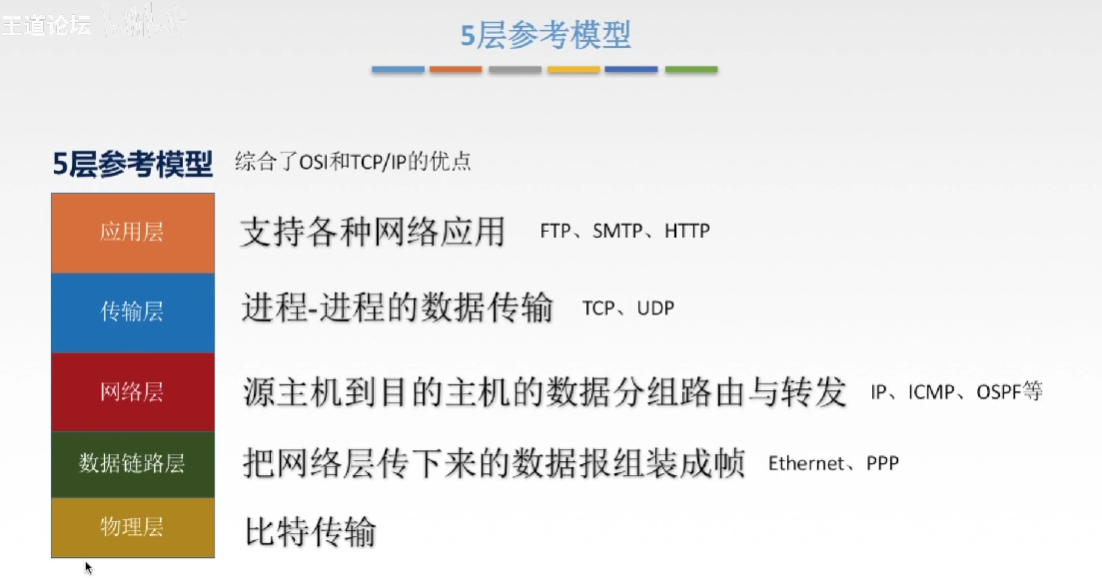 王道论坛
5层参考模型
5层参考模型 综合了OSI和TCP/IP的优点
应用层 支持各种网络应用 FTP、SMTP、HTTP
传输层 进程-进程的数据传输 TCP、UDP
网络层 源主机到目的主机的数据分组路由与转发 IP、ICMP、OSPF等
数据链路层 把网络层传下来的数据报组装成帧 Ethernet、PPP
物理层 比特传输